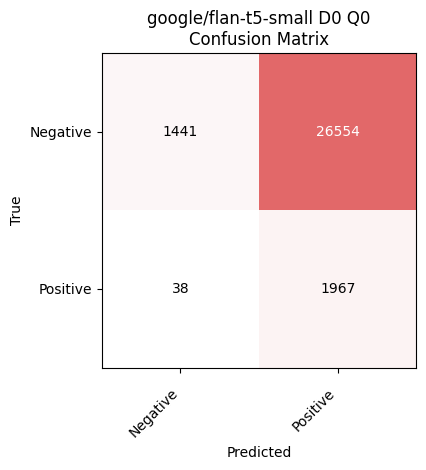 google/flan-t5-small D0 Q0
Confusion Matrix
Negative
1441
26554
True
Positive
38
1967
Negative
Positive
Predicted